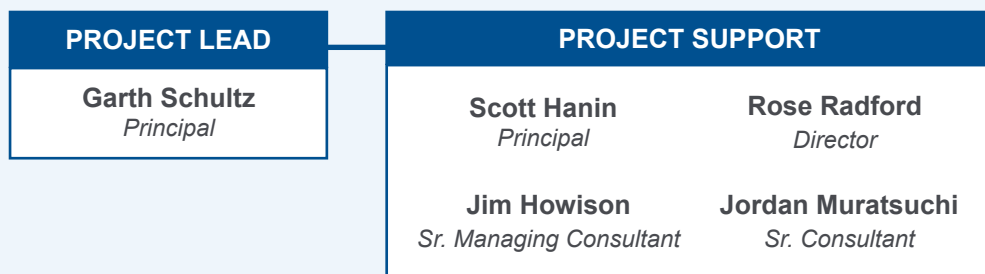 PROJECT LEAD
Garth Schultz
Principal
PROJECT SUPPORT
Scott Hanin
Principal
Rose Radford
Director
Jim Howison
Sr. Managing Consultant
Jordan Muratsuchi
Sr. Consultant